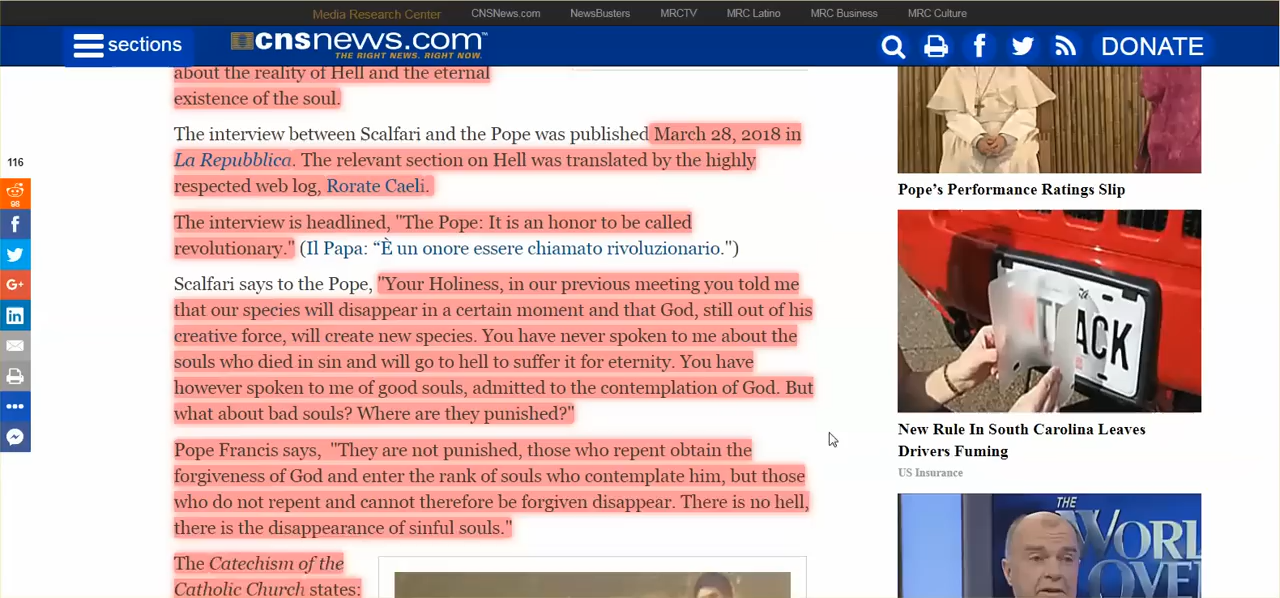 Media Research Center CNSNews.com NewsBusters MRCTV MRC Latino MRC Business MRC Culture
sections cnsnews.com™ DONATE
THE RIGHT NEWS. RIGHT NOW.
about the reality of Hell and the eternal
existence of the soul.
The interview between Scalfari and the Pope was published March 28, 2018 in
La Repubblica. The relevant section on Hell was translated by the highly
respected web log, Rorate Caeli.
The interview is headlined, "The Pope: It is an honor to be called
revolutionary." (Il Papa: “È un onore essere chiamato rivoluzionario.")
Scalfari says to the Pope, "Your Holiness, in our previous meeting you told me
that our species will disappear in a certain moment and that God, still out of his
creative force, will create new species. You have never spoken to me about the
souls who died in sin and will go to hell to suffer it for eternity. You have
however spoken to me of good souls, admitted to the contemplation of God. But
what about bad souls? Where are they punished?"
Pope Francis says, "They are not punished, those who repent obtain the
forgiveness of God and enter the rank of souls who contemplate him, but those
who do not repent and cannot therefore be forgiven disappear. There is no hell,
there is the disappearance of sinful souls."
The Catechism of the
Catholic Church states:
116
98
G+
in
Pope's Performance Ratings Slip
ACK
New Rule In South Carolina Leaves
Drivers Fuming
US Insurance
THE
WORL
OVE